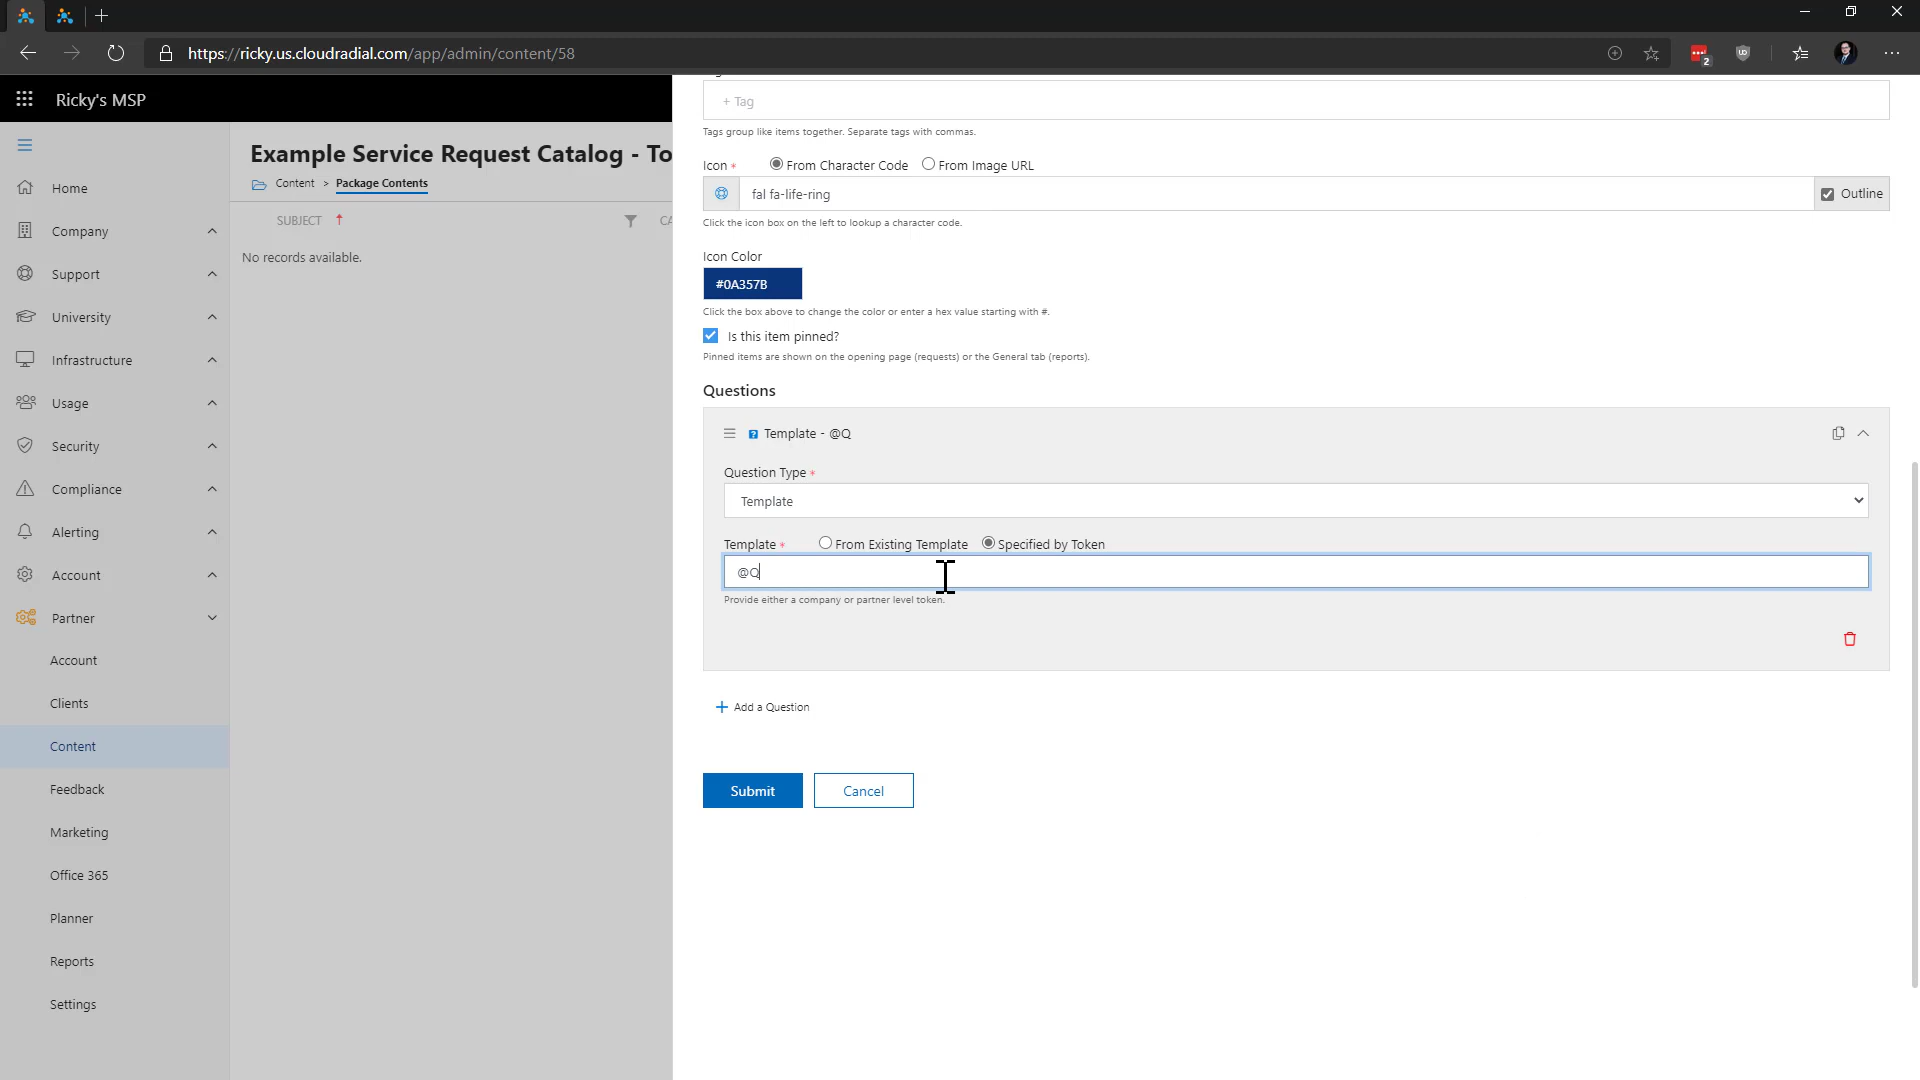 https://ricky.us.cloudradial.com/app/admin/content/58
2
UD
Ricky's MSP
Home
Company
Support
University
Infrastructure
Usage
Security
Compliance
Alerting
Account
Partner
Account
Clients
Content
Feedback
Marketing
Office 365
Planner
Reports
Settings
Example Service Request Catalog - To
Content > Package Contents
SUBJECT
CA
No records available.
+ Tag
Tags group like items together. Separate tags with commas.
Icon * From Character Code From Image URL
fal fa-life-ring
Outline
Click the icon box on the left to lookup a character code.
Icon Color
#0A357B
Click the box above to change the color or enter a hex value starting with #.
Is this item pinned?
Pinned items are shown on the opening page (requests) or the General tab (reports).
Questions
Template - @Q
Question Type *
Template
Template * From Existing Template Specified by Token
@Q
Provide either a company or partner level token.
+ Add a Question
Submit
Cancel